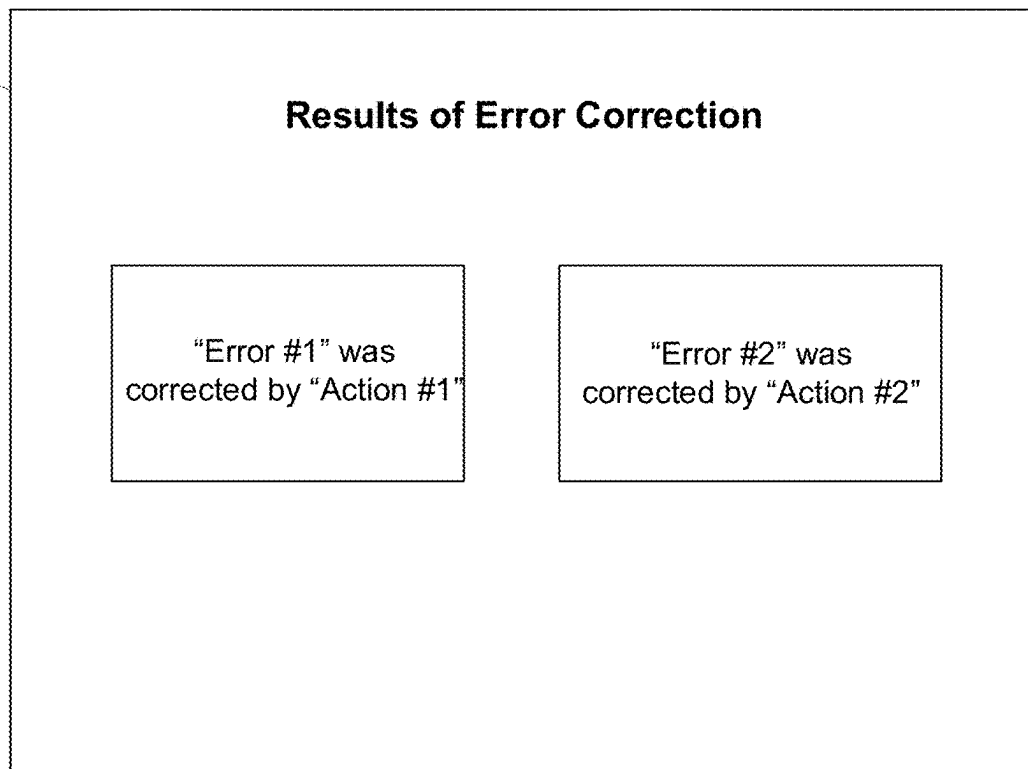 Results of Error Correction
“Error #1” was
corrected by “Action #1”
“Error #2” was
corrected by “Action #2”